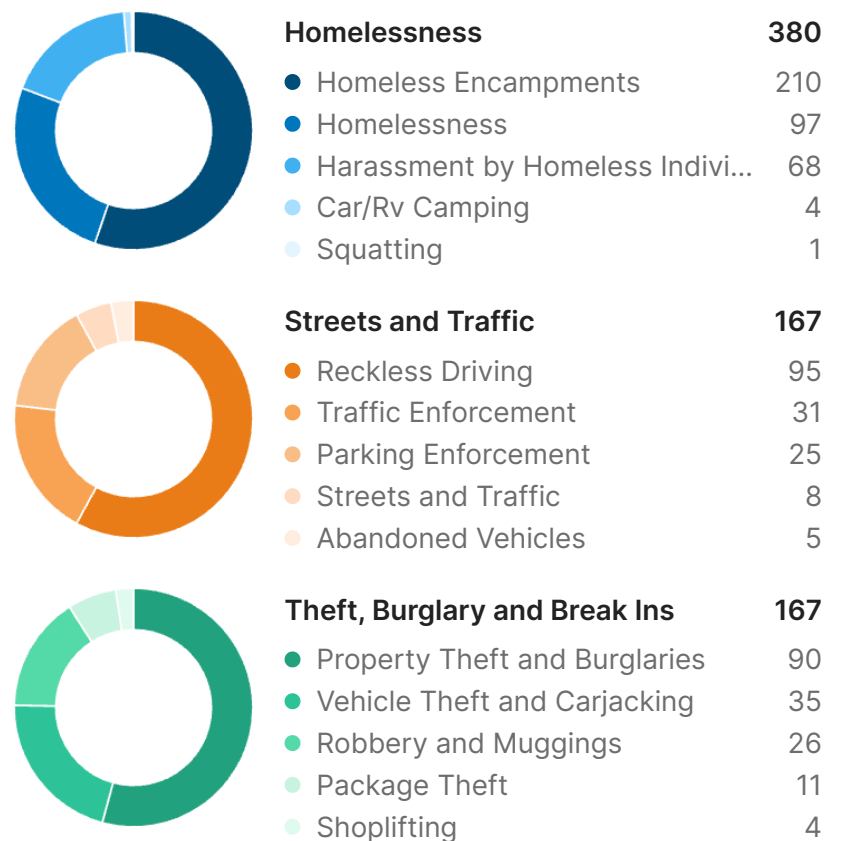 Homelessness 380
Homeless Encampments 210
Homelessness 97
Harassment by Homeless Indivi... 68
Car/Rv Camping 4
Squatting 1
Streets and Traffic 167
Reckless Driving 95
Traffic Enforcement 31
Parking Enforcement 25
Streets and Traffic 8
Abandoned Vehicles 5
Theft, Burglary and Break Ins 167
Property Theft and Burglaries 90
Vehicle Theft and Carjacking 35
Robbery and Muggings 26
Package Theft 11
Shoplifting 4